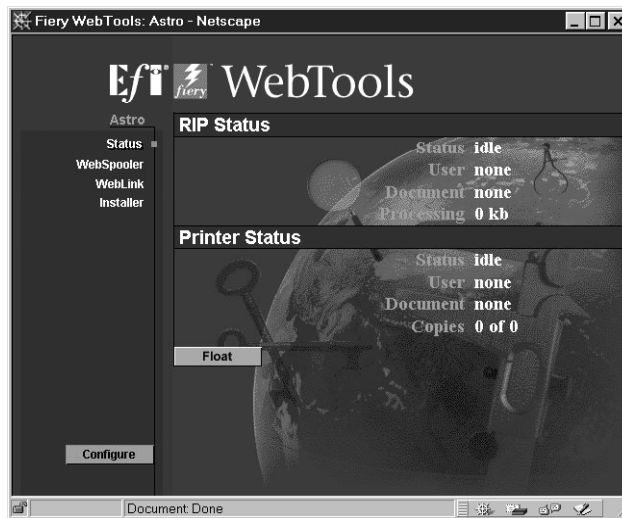 Fiery WebTools: Astro - Netscape
Efi fiery WebTools
Astro
Status
WebSpooler
WebLink
Installer
Configure
RIP Status
Status idle
User none
Document none
Processing 0 kb
Printer Status
Status idle
User none
Document none
Copies 0 of 0
Float
Document: Done